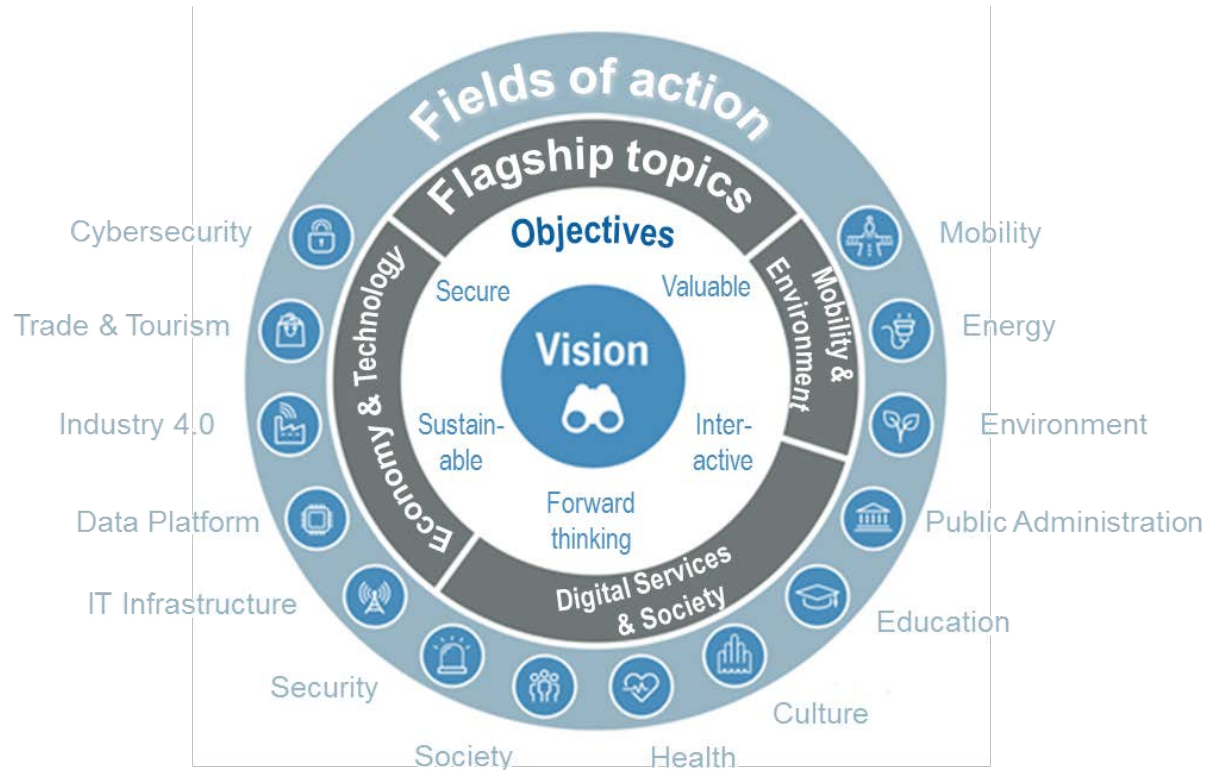 Fields of action
Flagship topics
Objectives
Secure
Valuable
Vision
Sustain-
able
Inter-
active
Forward
thinking
Economy & Technology
Mobility &
Environment
Digital Services
& Society
Cybersecurity
Trade & Tourism
Industry 4.0
Data Platform
IT Infrastructure
Security
Society
Health
Culture
Education
Public Administration
Environment
Energy
Mobility